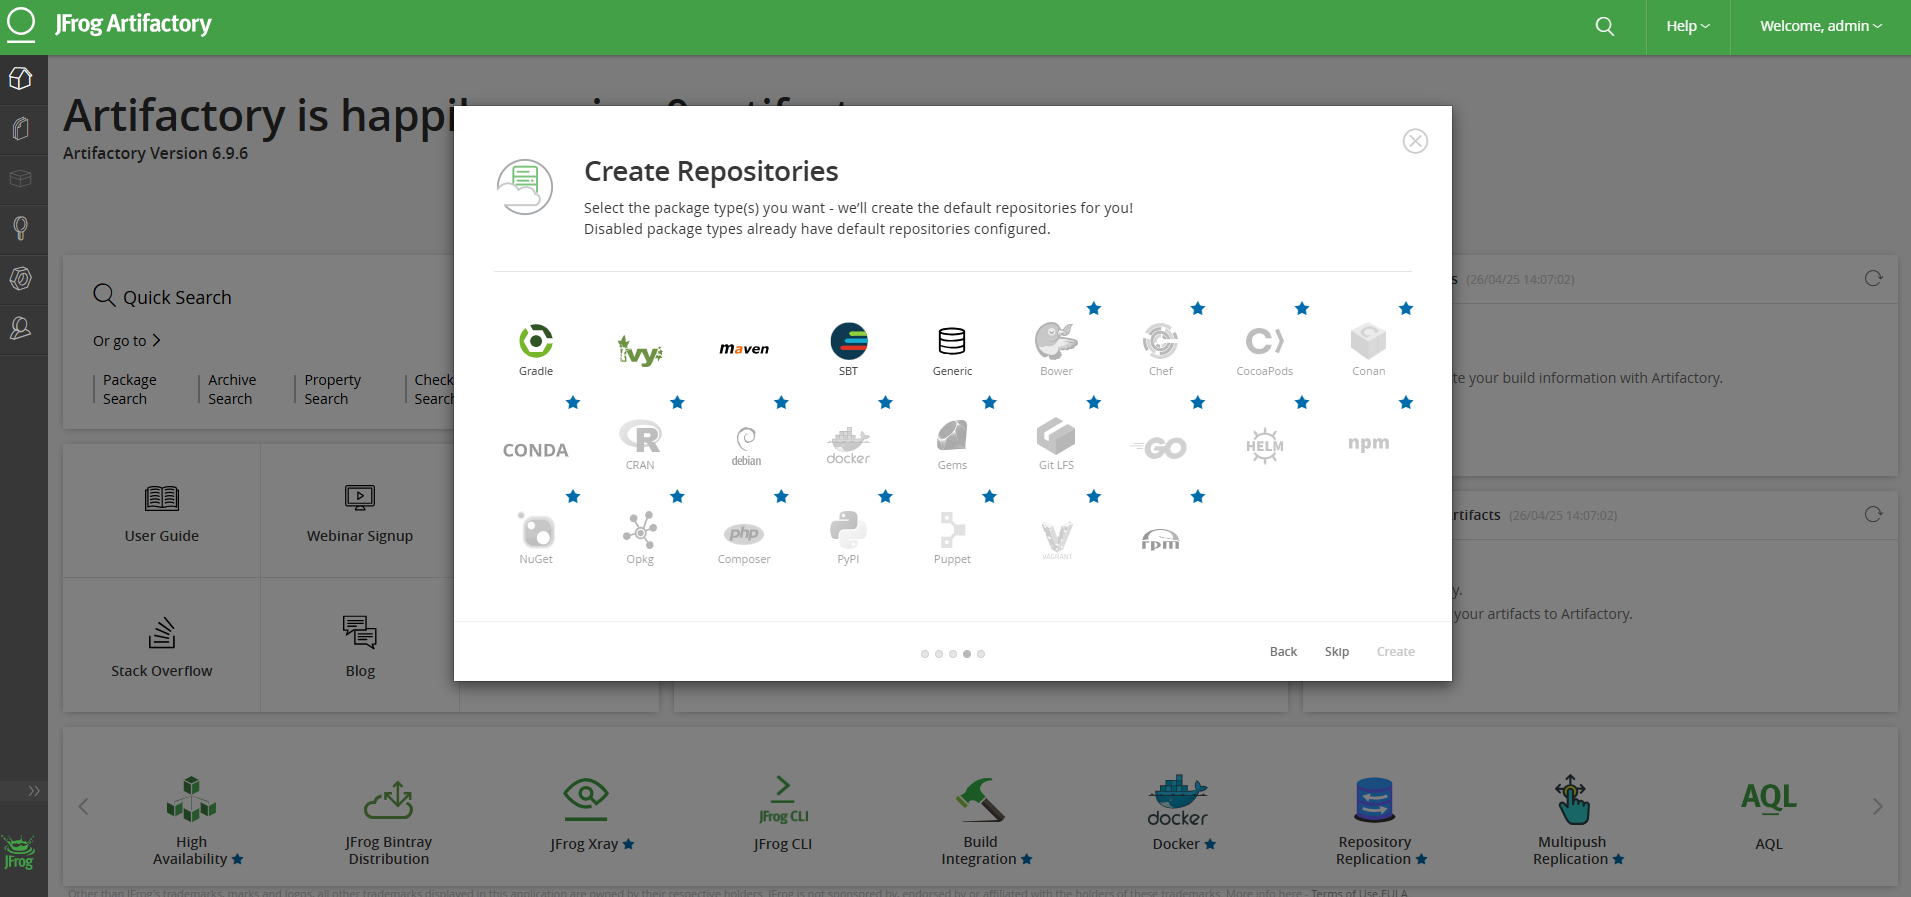 JFrog Artifactory
Help
Welcome, admin
Artifactory is happily
Artifactory Version 6.9.6
Create Repositories
Select the package type(s) you want - we'll create the default repositories for you!
Disabled package types already have default repositories configured.
Quick Search
Or go to
Package Search
Archive Search
Property Search
Check
Searc
s (26/04/25 14:07:02)
te your build information with Artifactory.
Gradle
ivy
maven
SBT
Generic
Bower
Chef
CocoaPods
Conan
CONDA
CRAN
debian
docker
Gems
Git LFS
GO
HELM
npm
NuGet
Opkg
php
Composer
PyPI
Puppet
VAGRANT
rpm
User Guide
Webinar Signup
rtifacts (26/04/25 14:07:02)
y.
your artifacts to Artifactory.
Stack Overflow
Blog
Back
Skip
Create
High
Availability
JFrog Bintray
Distribution
JFrog Xray
JFrog CLI
JFrog CLI
Build
Integration
docker
Docker
Repository
Replication
Multipush
Replication
AQL
AQL
JFrog
Other than JFrog's trademarks, marks and logos, all other trademarks displayed in this application are owned by their respective holders. JFrog is not sponsored by, endorsed by or affiliated with the holders of these trademarks. More info here - Terms of Use EULA